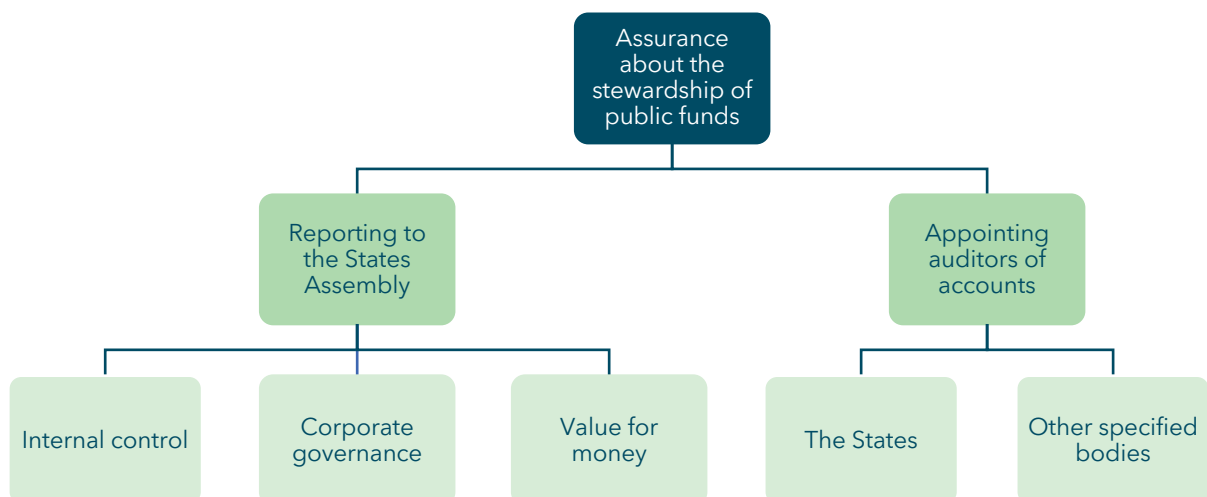 Assurance
about the
stewardship of
public funds
Reporting to
the States
Assembly
Appointing
auditors of
accounts
Internal control
Corporate
governance
Value for
money
The States
Other specified
bodies